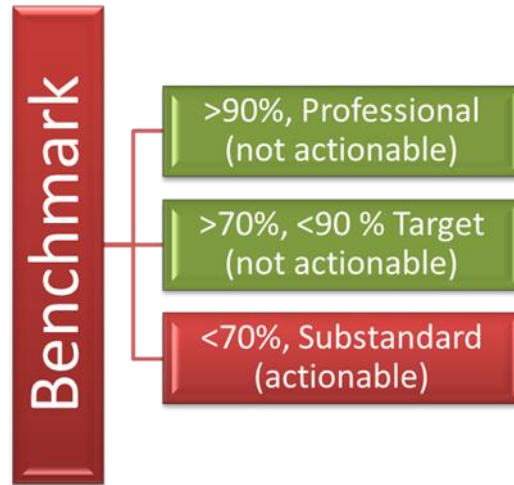 Benchmark
>90%, Professional
(not actionable)
>70%, <90 % Target
(not actionable)
<70%, Substandard
(actionable)